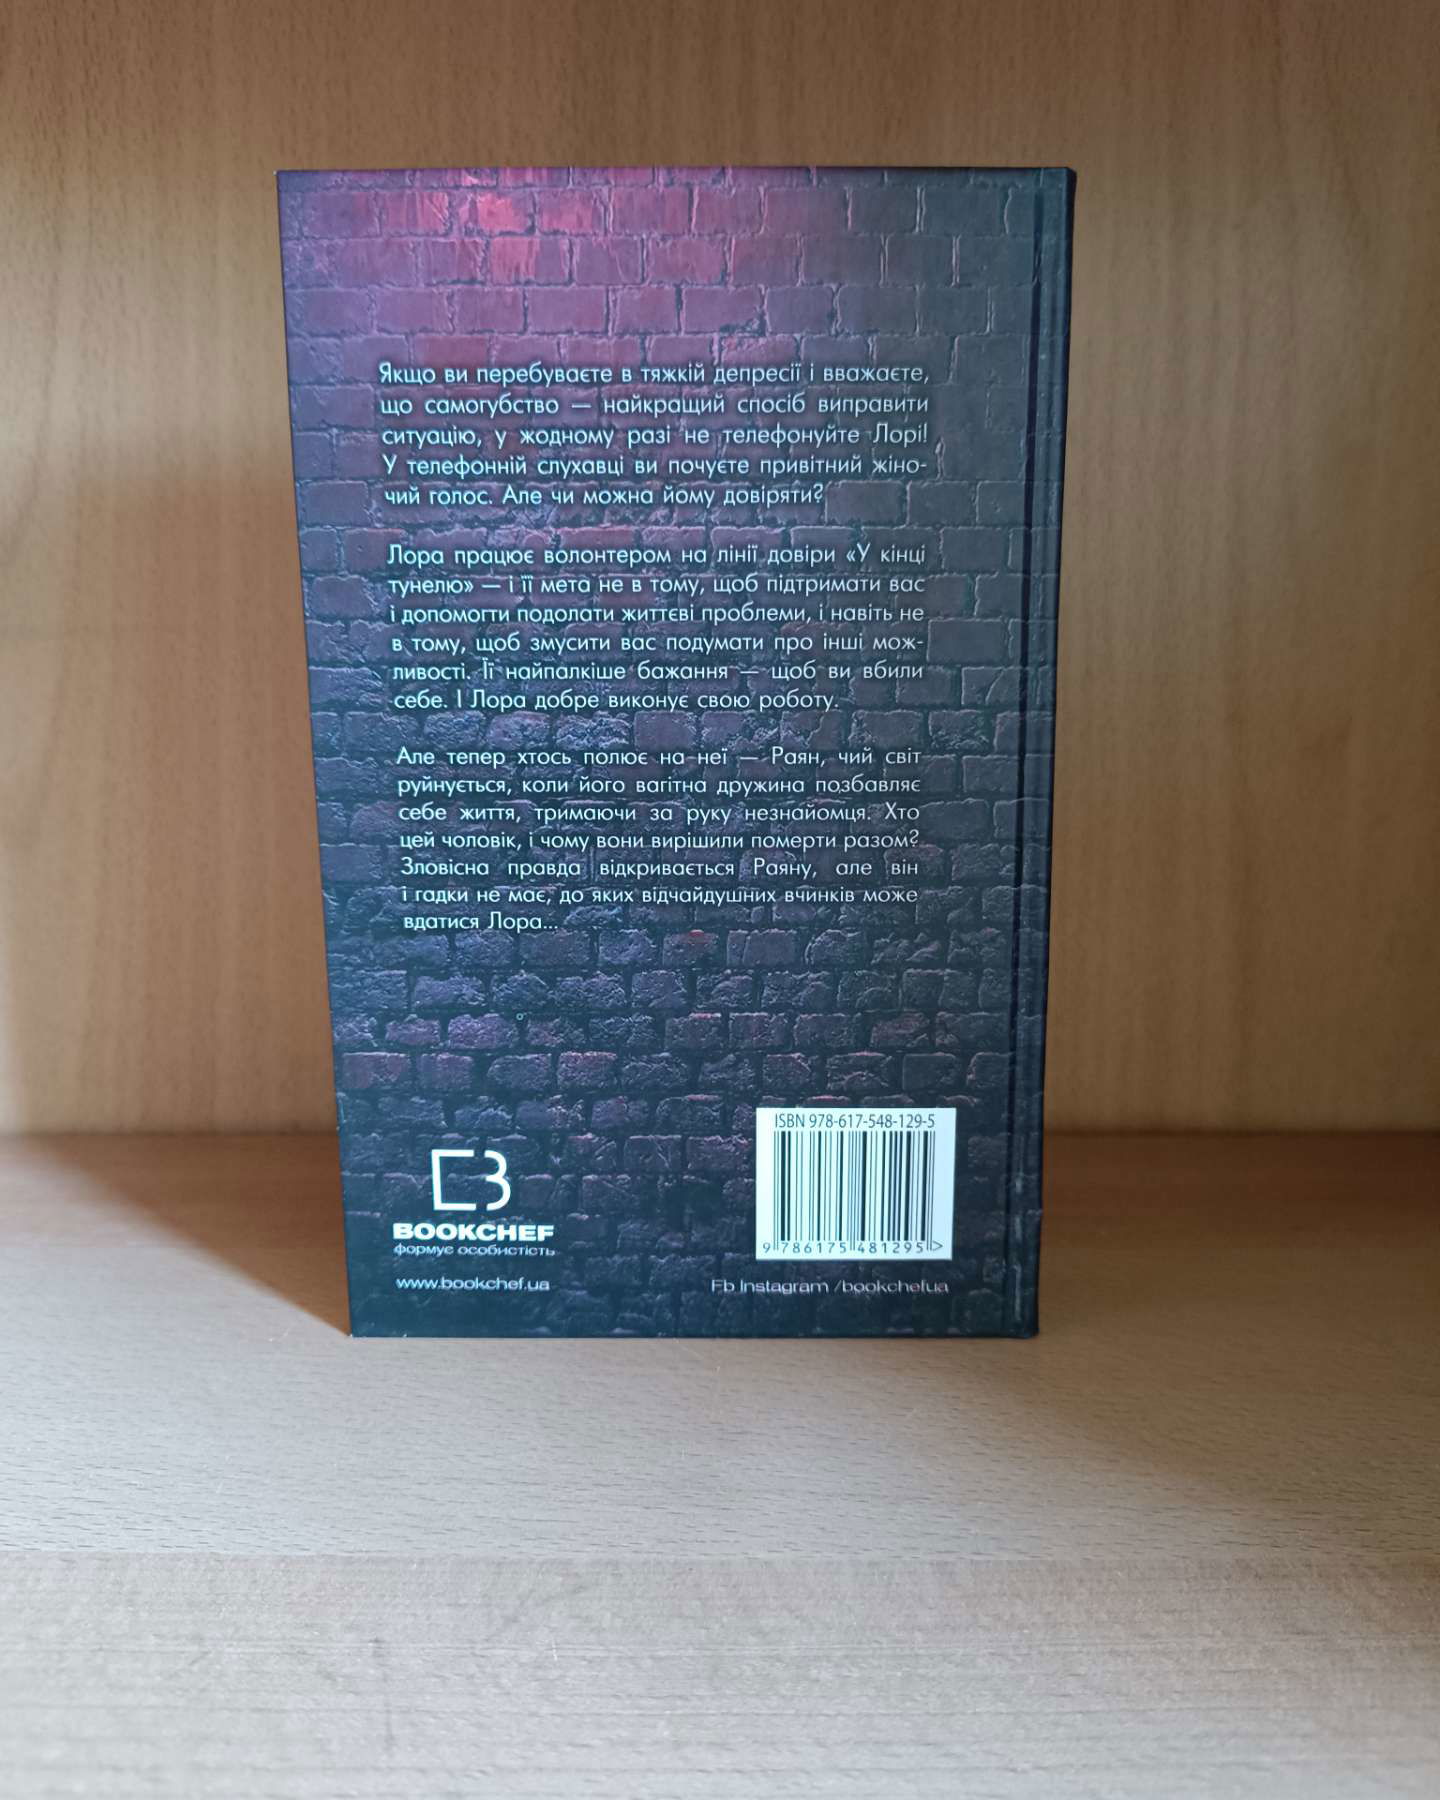 Якщо ви перебуваєте в тяжкій депресії і вважаєте,
що самогубство — найкращий спосіб виправити
ситуацію, у жодному разі не телефонуйте Лорі!
У телефонній слухавці ви почуєте привітний жіно-
чий голос. Але чи можна йому довіряти?
Лора працює волонтером на лінії довіри «У кінці
тунелю» — і її мета не в тому, щоб підтримати вас
і допомогти подолати життєві проблеми, і навіть не
в тому, щоб змусити вас подумати про інші мож-
ливості. Її найпалкіше бажання — щоб ви вбили
себе. І Лора добре виконує свою роботу.
Але тепер хтось полює на неї — Раян, чий світ
руйнується, коли його вагітна дружина позбавляє
себе життя, тримаючи за руку незнайомця. Хто
цей чоловік, і чому вони вирішили померти разом?
Зловісна правда відкривається Раяну, але він
і гадки не має, до яких відчайдушних вчинків може
вдатися Лора...
ISBN 978-617-548-129-5
9 786175 481295 >
BOOKCHEF
формує особистість
www.bookchef.ua
Fb Instagram /bookchefua